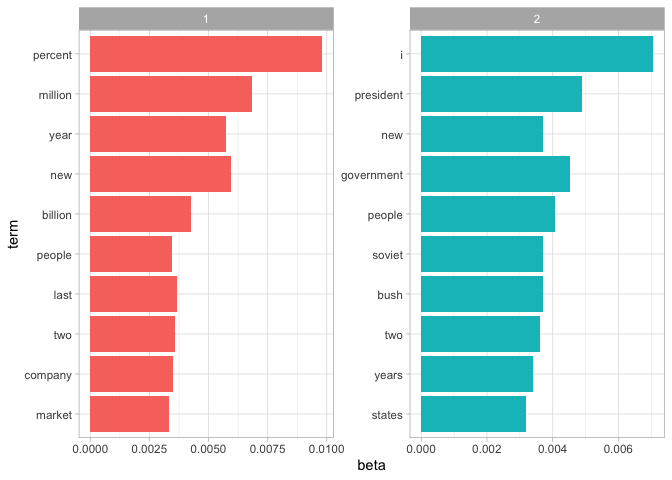 1
percent
million
year
new
billion
people
last
two
company
market
0.0000 0.0025 0.0050 0.0075 0.0100
2
i
president
new
government
people
soviet
bush
two
years
states
0.000 0.002 0.004 0.006
term
beta